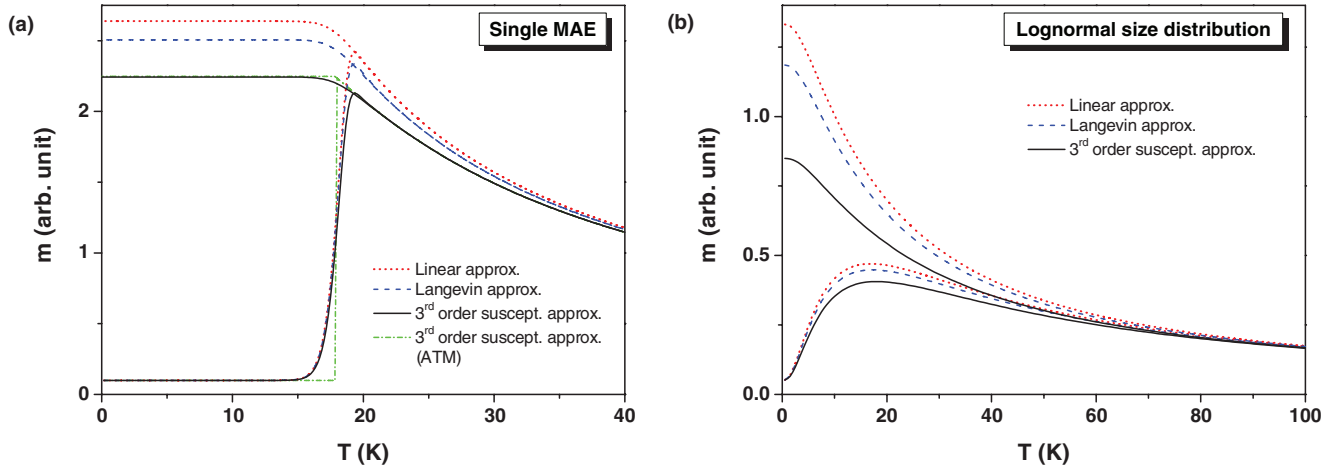 (a)
Single MAE
m (arb. unit)
2
1
0
Linear approx.
Langevin approx.
3rd order suscept. approx.
3rd order suscept. approx.
(ATM)
0
10
20
30
40
T (K)
(b)
Lognormal size distribution
m (arb. unit)
1.0
0.5
0.0
Linear approx.
Langevin approx.
3rd order suscept. approx.
0
20
40
60
80
100
T (K)